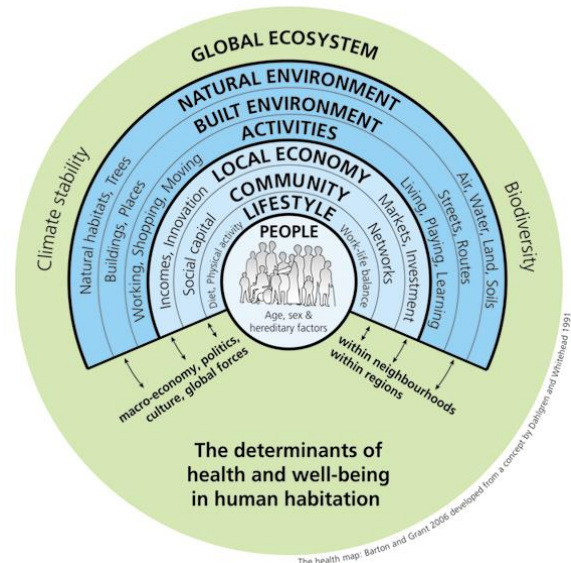 GLOBAL ECOSYSTEM
Climate stability
Biodiversity
NATURAL ENVIRONMENT
Natural habitats, Trees
Air, Water, Land, Soils
BUILT ENVIRONMENT
Buildings, Places
Streets, Routes
ACTIVITIES
Working, Shopping, Moving
Living, Playing, Learning
LOCAL ECONOMY
Incomes, Innovation
Markets, Investment
COMMUNITY
Social capital
Networks
LIFESTYLE
Diet, Physical activity
Work-life balance
PEOPLE
Age, sex &
hereditary factors
macro-economy, politics,
culture, global forces
within neighbourhoods
within regions
The determinants of
health and well-being
in human habitation
The health map: Barton and Grant 2006 developed from a concept by Dahlgren and Whitehead 1991